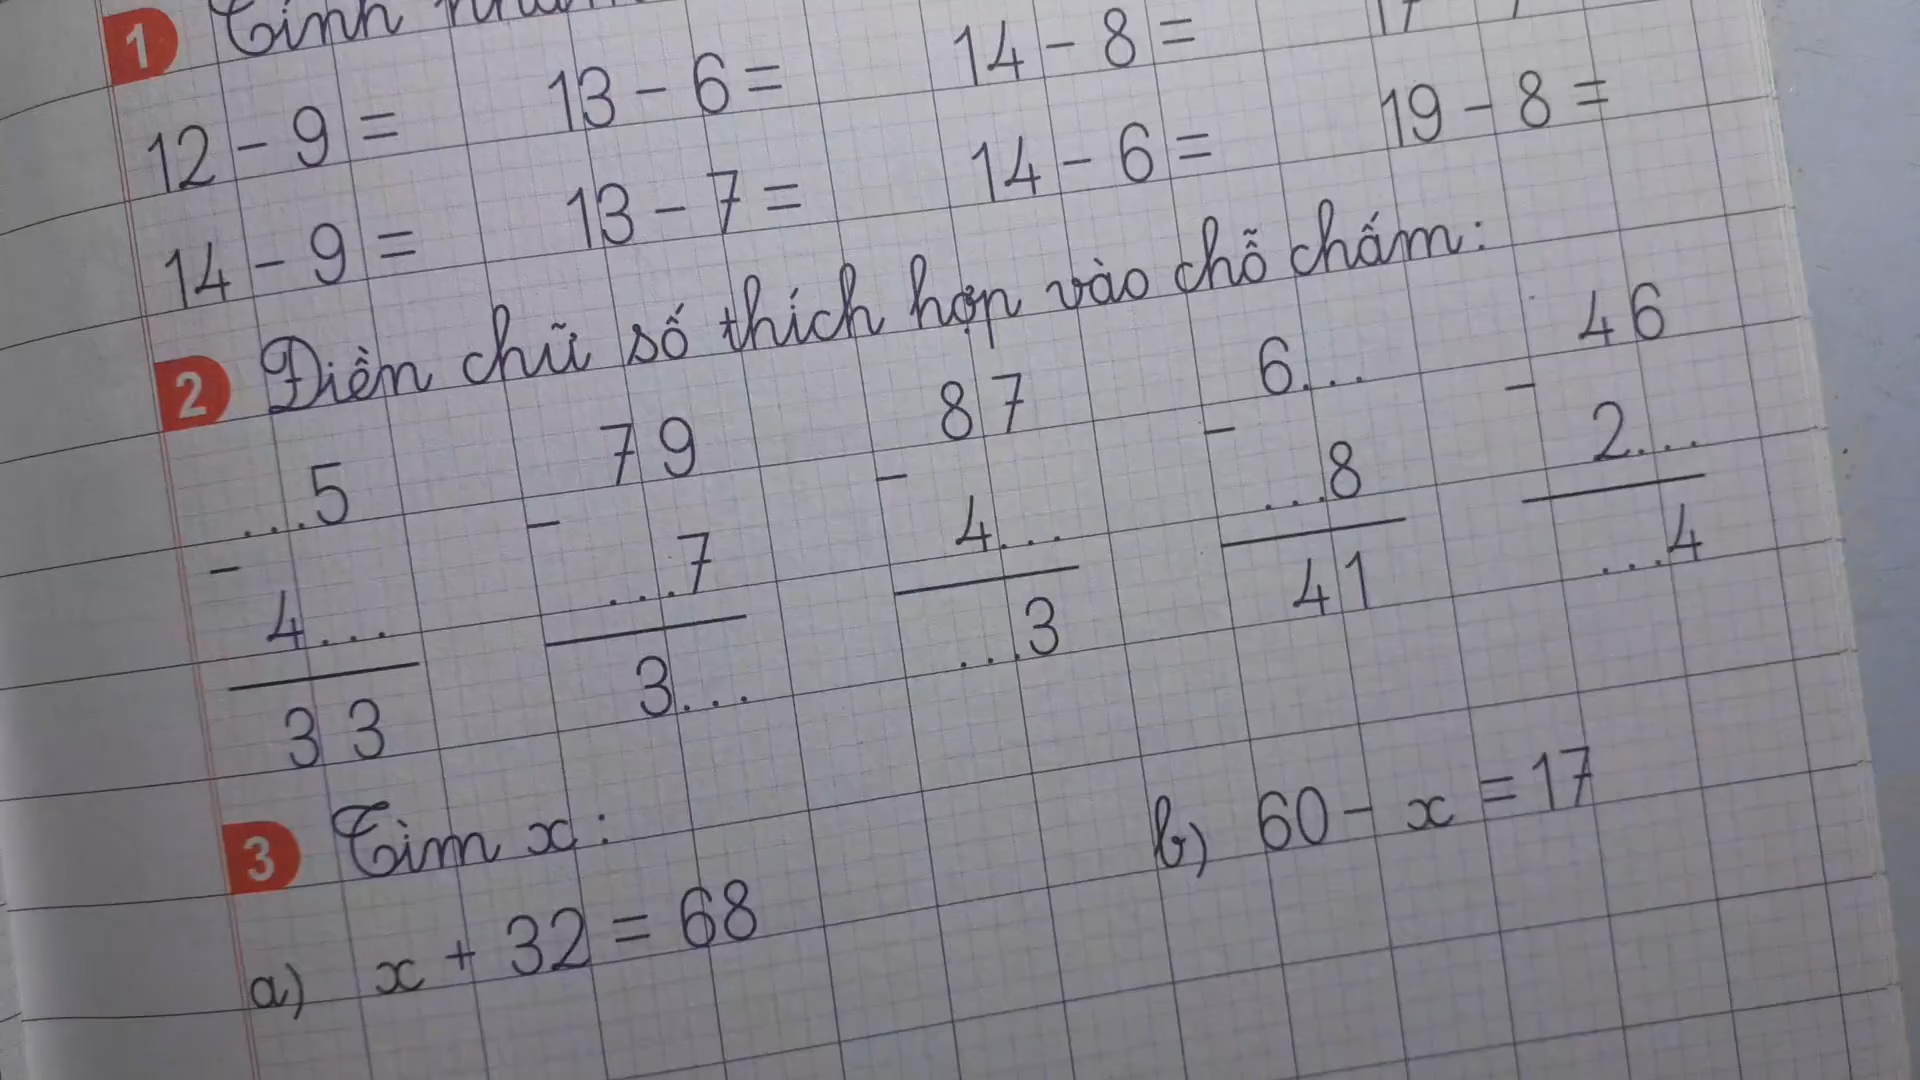 1 Tính
12 - 9 = 13 - 6 = 14 - 8 = 17
14 - 9 = 13 - 7 = 14 - 6 = 19 - 8 =
2 Điền chữ số thích hợp vào chỗ chấm:
...5 79 87 6... 46
- - - - -
4... ...7 4... ...8 2...
33 3... ...3 41 ...4
3 Tìm x:
a) x + 32 = 68 b) 60 - x = 17